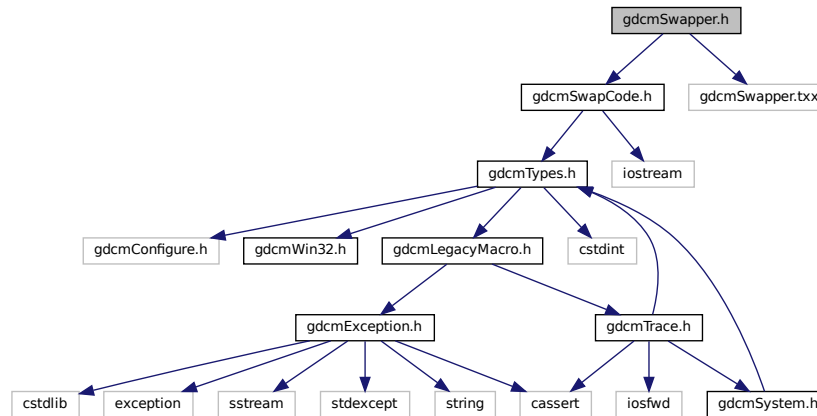 gdcmSwapper.h
gdcmSwapCode.h
gdcmSwapper.txx
gdcmTypes.h
iostream
gdcmConfigure.h
gdcmWin32.h
gdcmLegacyMacro.h
cstdint
gdcmException.h
gdcmTrace.h
cstdlib
exception
sstream
stdexcept
string
cassert
iosfwd
gdcmSystem.h